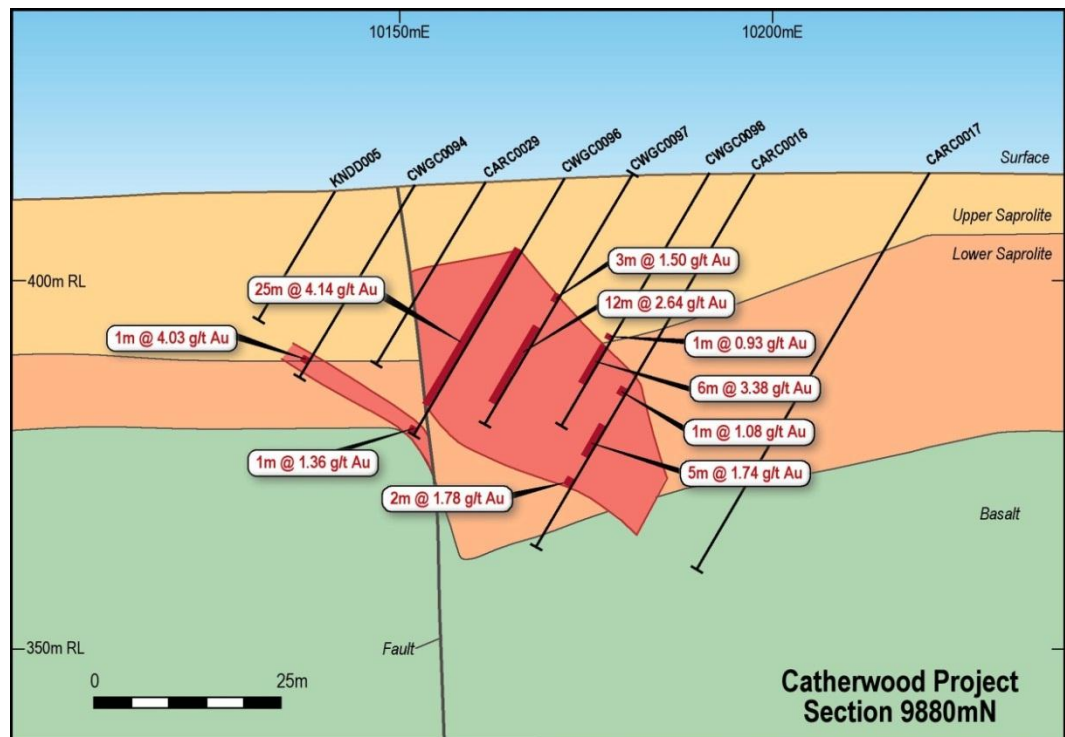 10150mE
10200mE
KNDD005
CWGC0094
CARC0029
CWGC0096
CWGC0097
CWGC0098
CARC0016
CARC0017
Surface
Upper Saprolite
Lower Saprolite
400m RL
3m @ 1.50 g/t Au
25m @ 4.14 g/t Au
12m @ 2.64 g/t Au
1m @ 4.03 g/t Au
1m @ 0.93 g/t Au
6m @ 3.38 g/t Au
1m @ 1.08 g/t Au
1m @ 1.36 g/t Au
5m @ 1.74 g/t Au
2m @ 1.78 g/t Au
Basalt
350m RL
Fault
0 25m
Catherwood Project
Section 9880mN